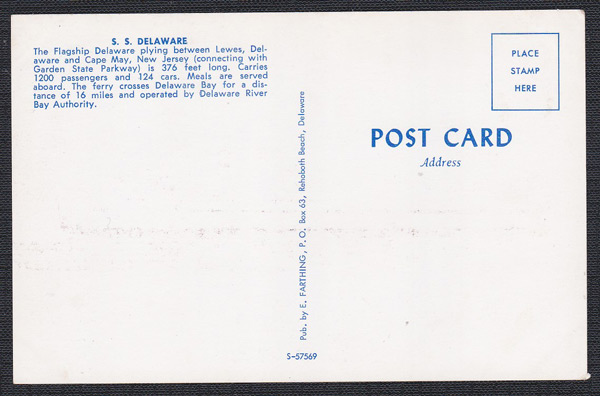 S. S. DELAWARE
The Flagship Delaware plying between Lewes, Del-
aware and Cape May, New Jersey (connecting with
Garden State Parkway) is 376 feet long. Carries
1200 passengers and 124 cars. Meals are served
aboard. The ferry crosses Delaware Bay for a dis-
tance of 16 miles and operated by Delaware River
Bay Authority.
Pub. by E. FARTHING, P. O. Box 63, Rehoboth Beach, Delaware
S-57569
PLACE
STAMP
HERE
POST CARD
Address